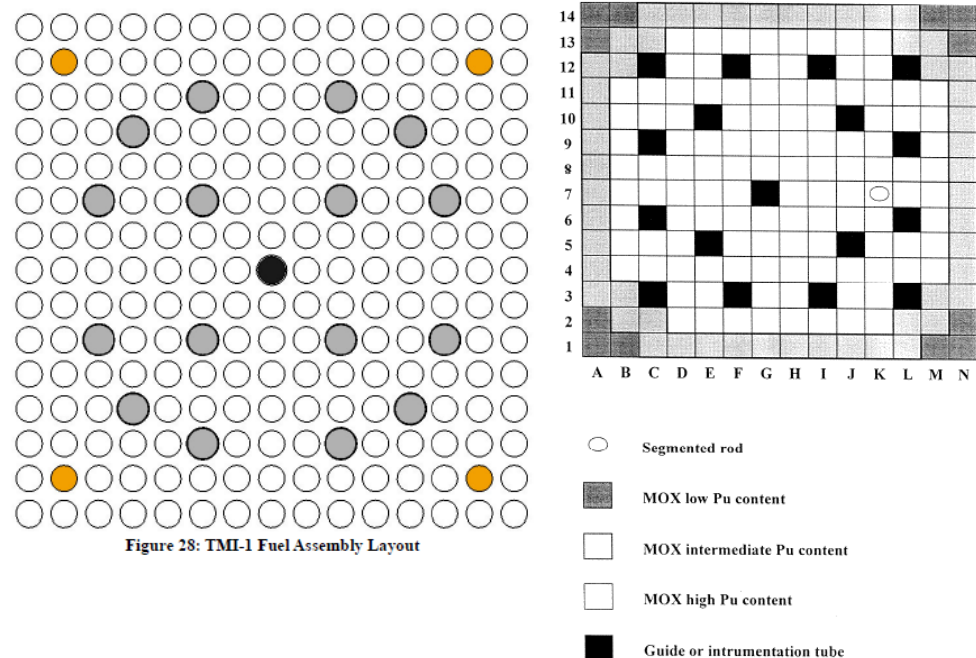 Figure 28: TMI-1 Fuel Assembly Layout
14
13
12
11
10
9
8
7
6
5
4
3
2
1
A B C D E F G H I J K L M N
Segmented rod
MOX low Pu content
MOX intermediate Pu content
MOX high Pu content
Guide or intrumentation tube